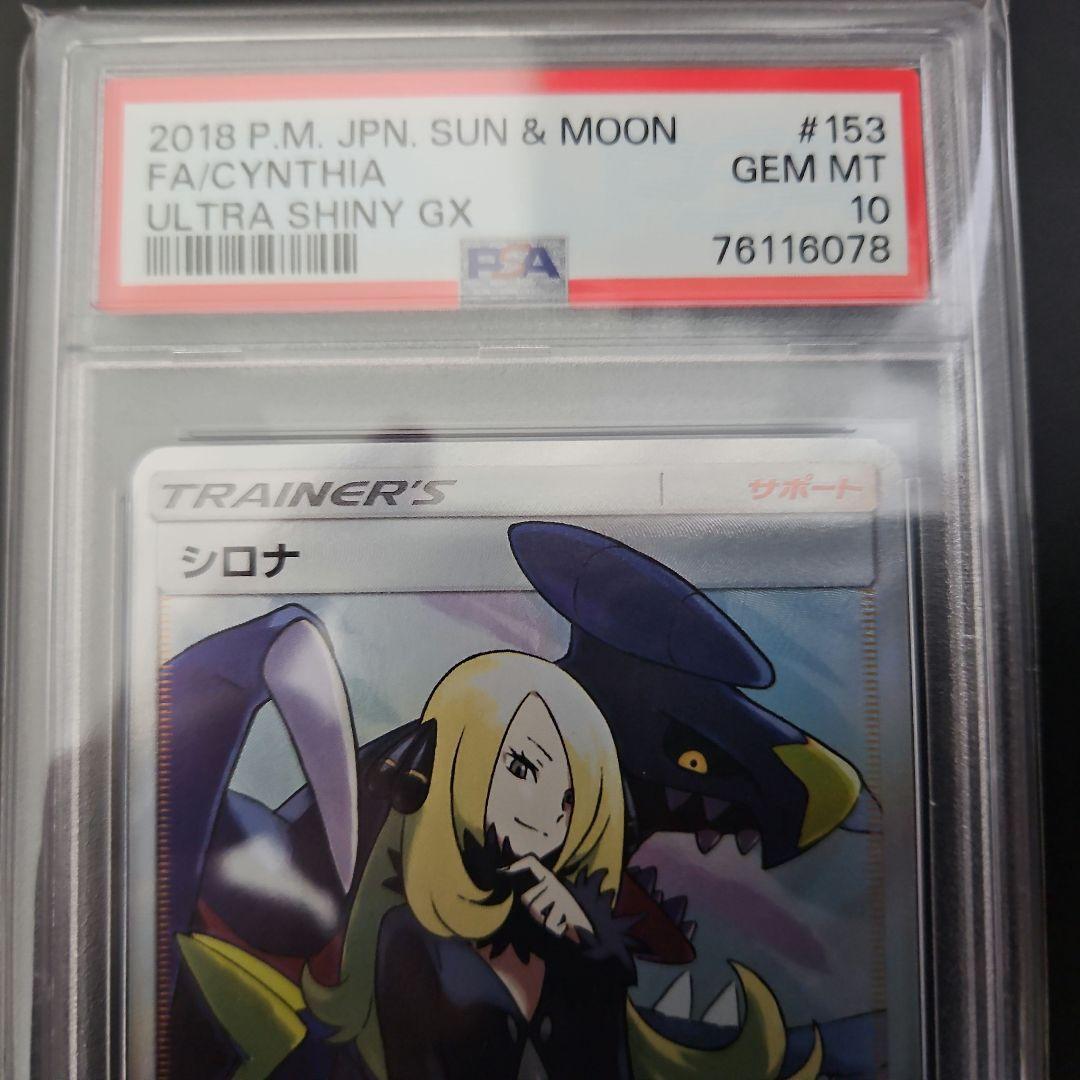 2018 P.M. JPN. SUN & MOON #153
FA/CYNTHIA GEM MT
ULTRA SHINY GX 10
PSA 76116078
TRAINER'S サポート
シロナ